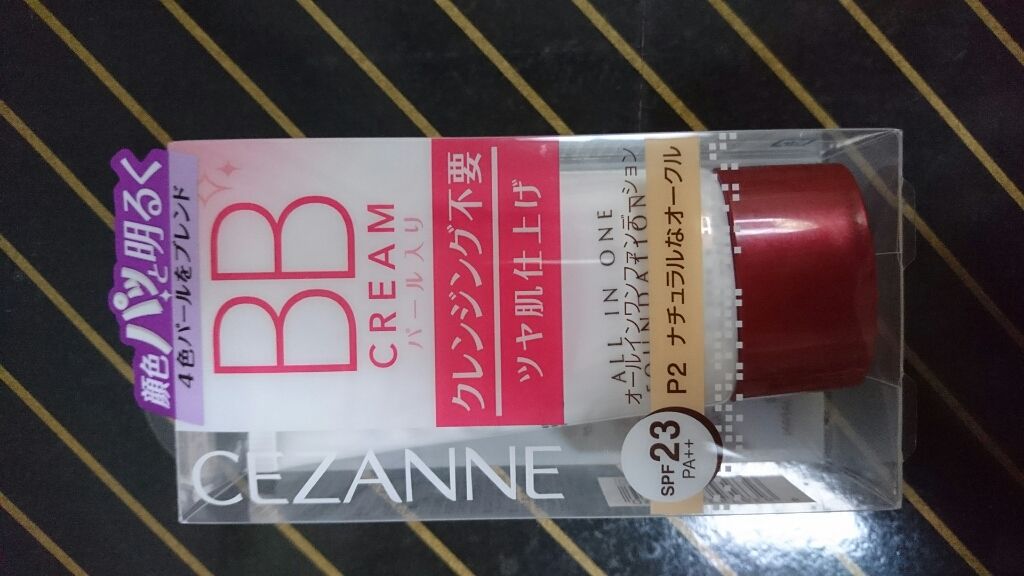 顔色パッと明るく
4色パールをブレンド
BB
CREAM
パール入り
クレンジング不要
ツヤ肌仕上げ
ALL IN ONE
FOUNDATION
オールインワンファンデーション
P2 ナチュラルなオークル
SPF23
PA++
CEZANNE